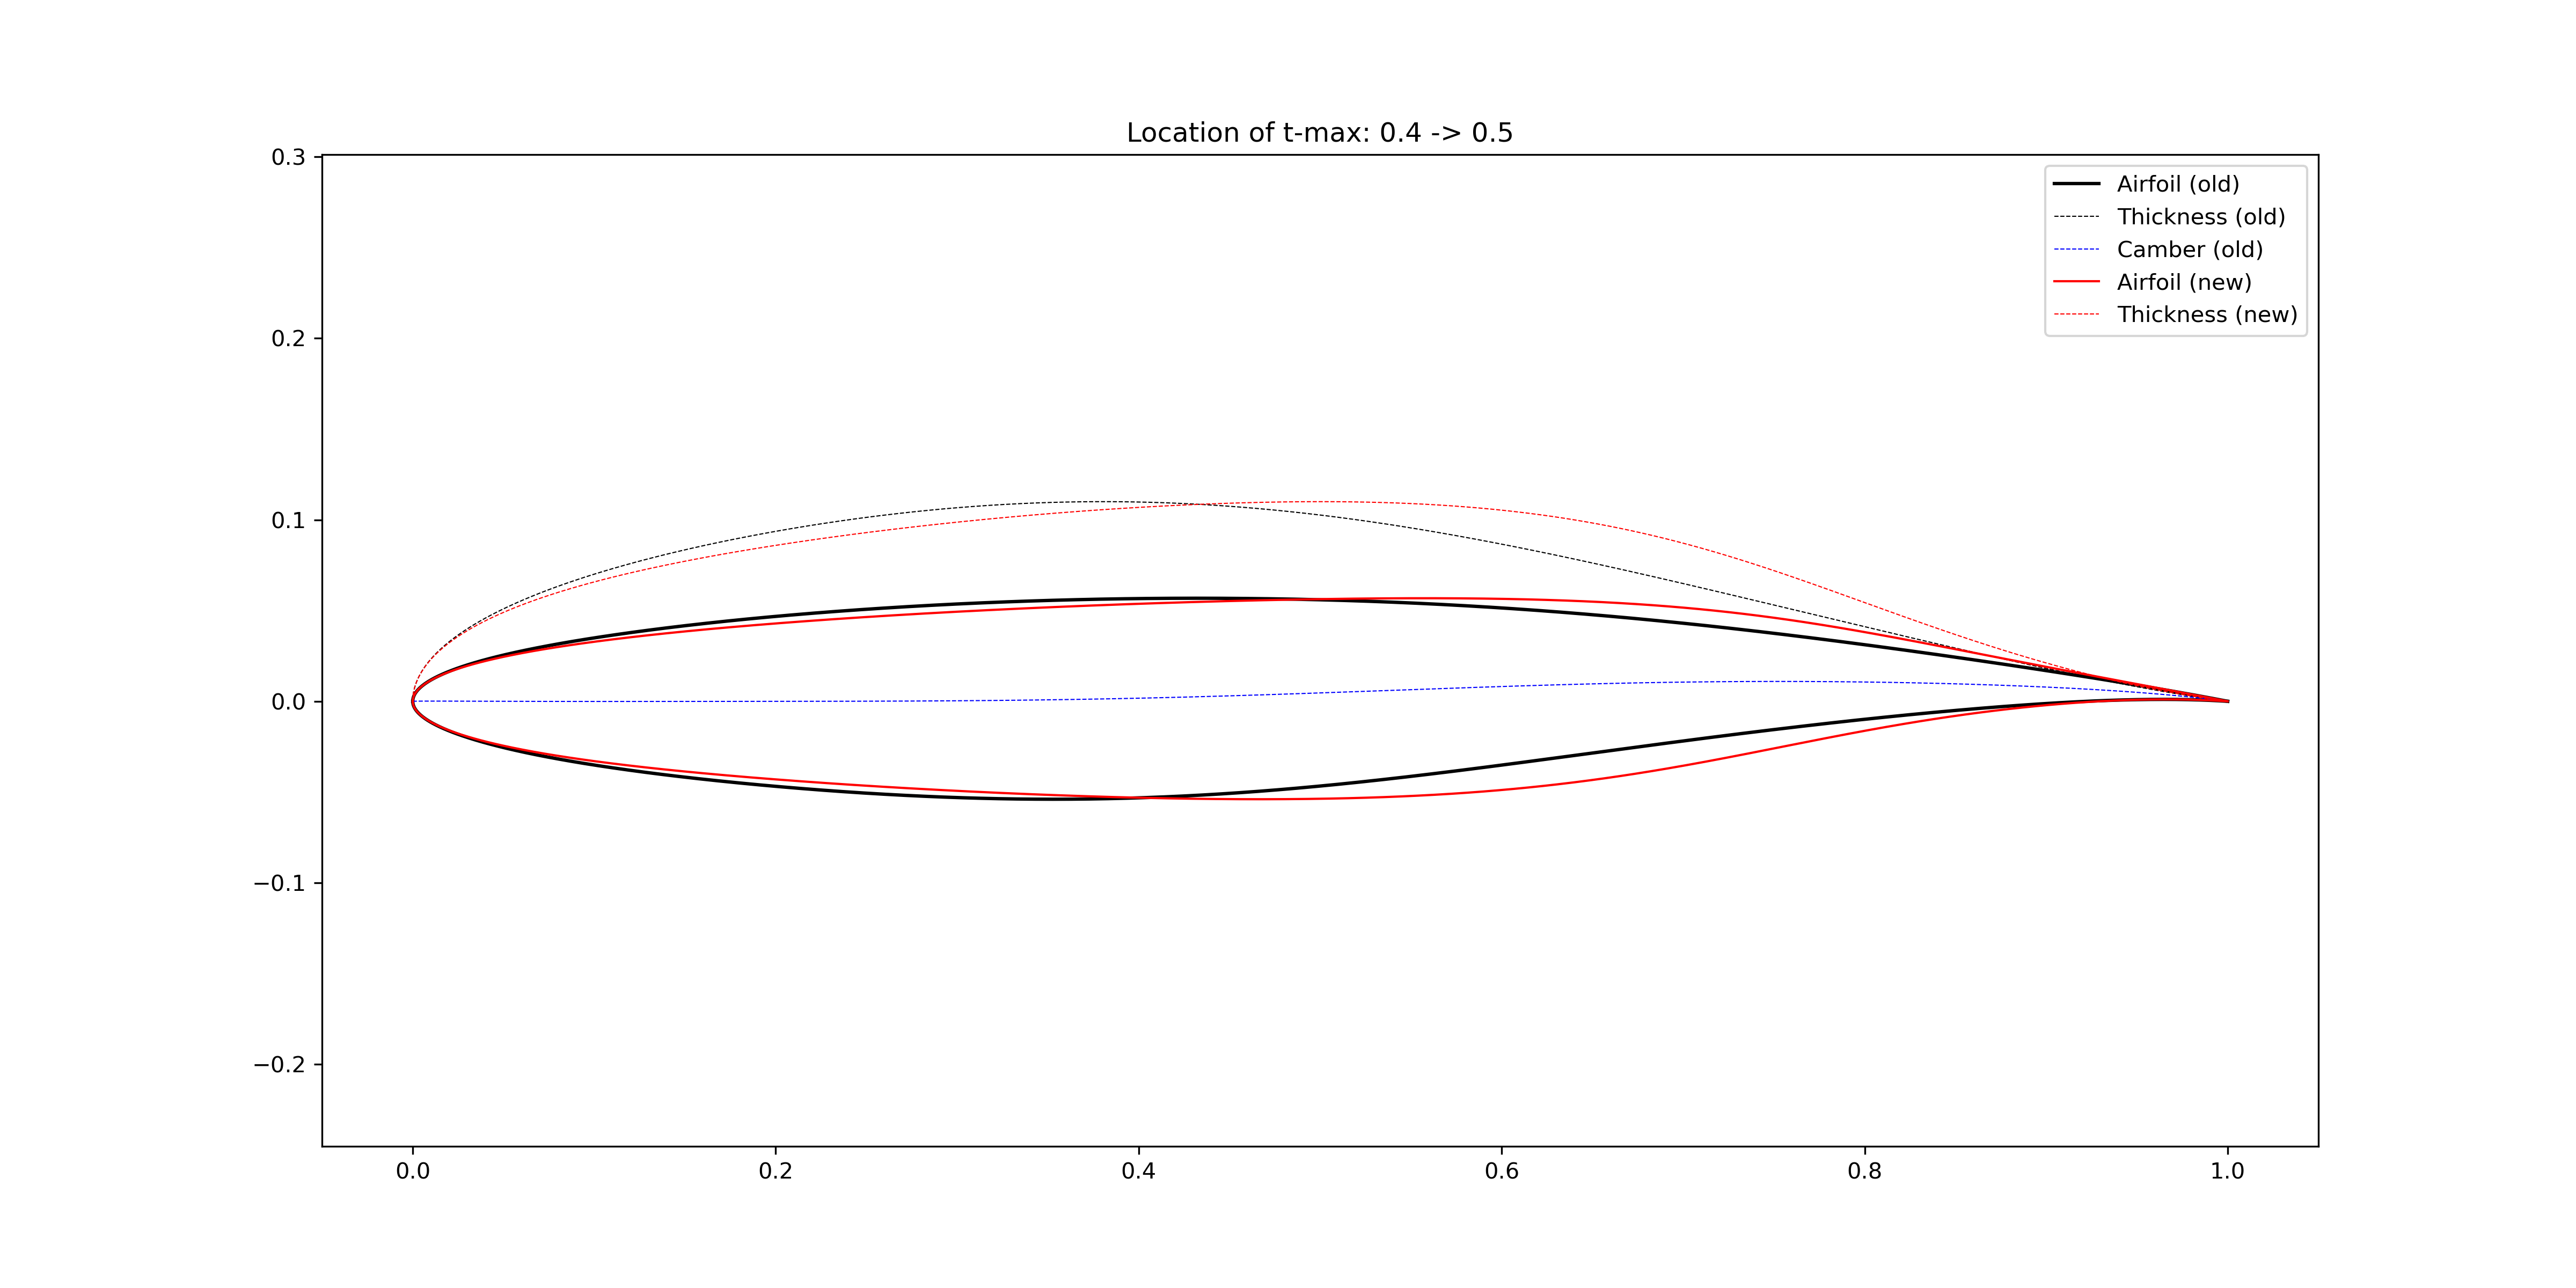 Location of t-max: 0.4 -> 0.5
0.3
0.2
0.1
0.0
−0.1
−0.2
0.0 0.2 0.4 0.6 0.8 1.0
Airfoil (old)
Thickness (old)
Camber (old)
Airfoil (new)
Thickness (new)